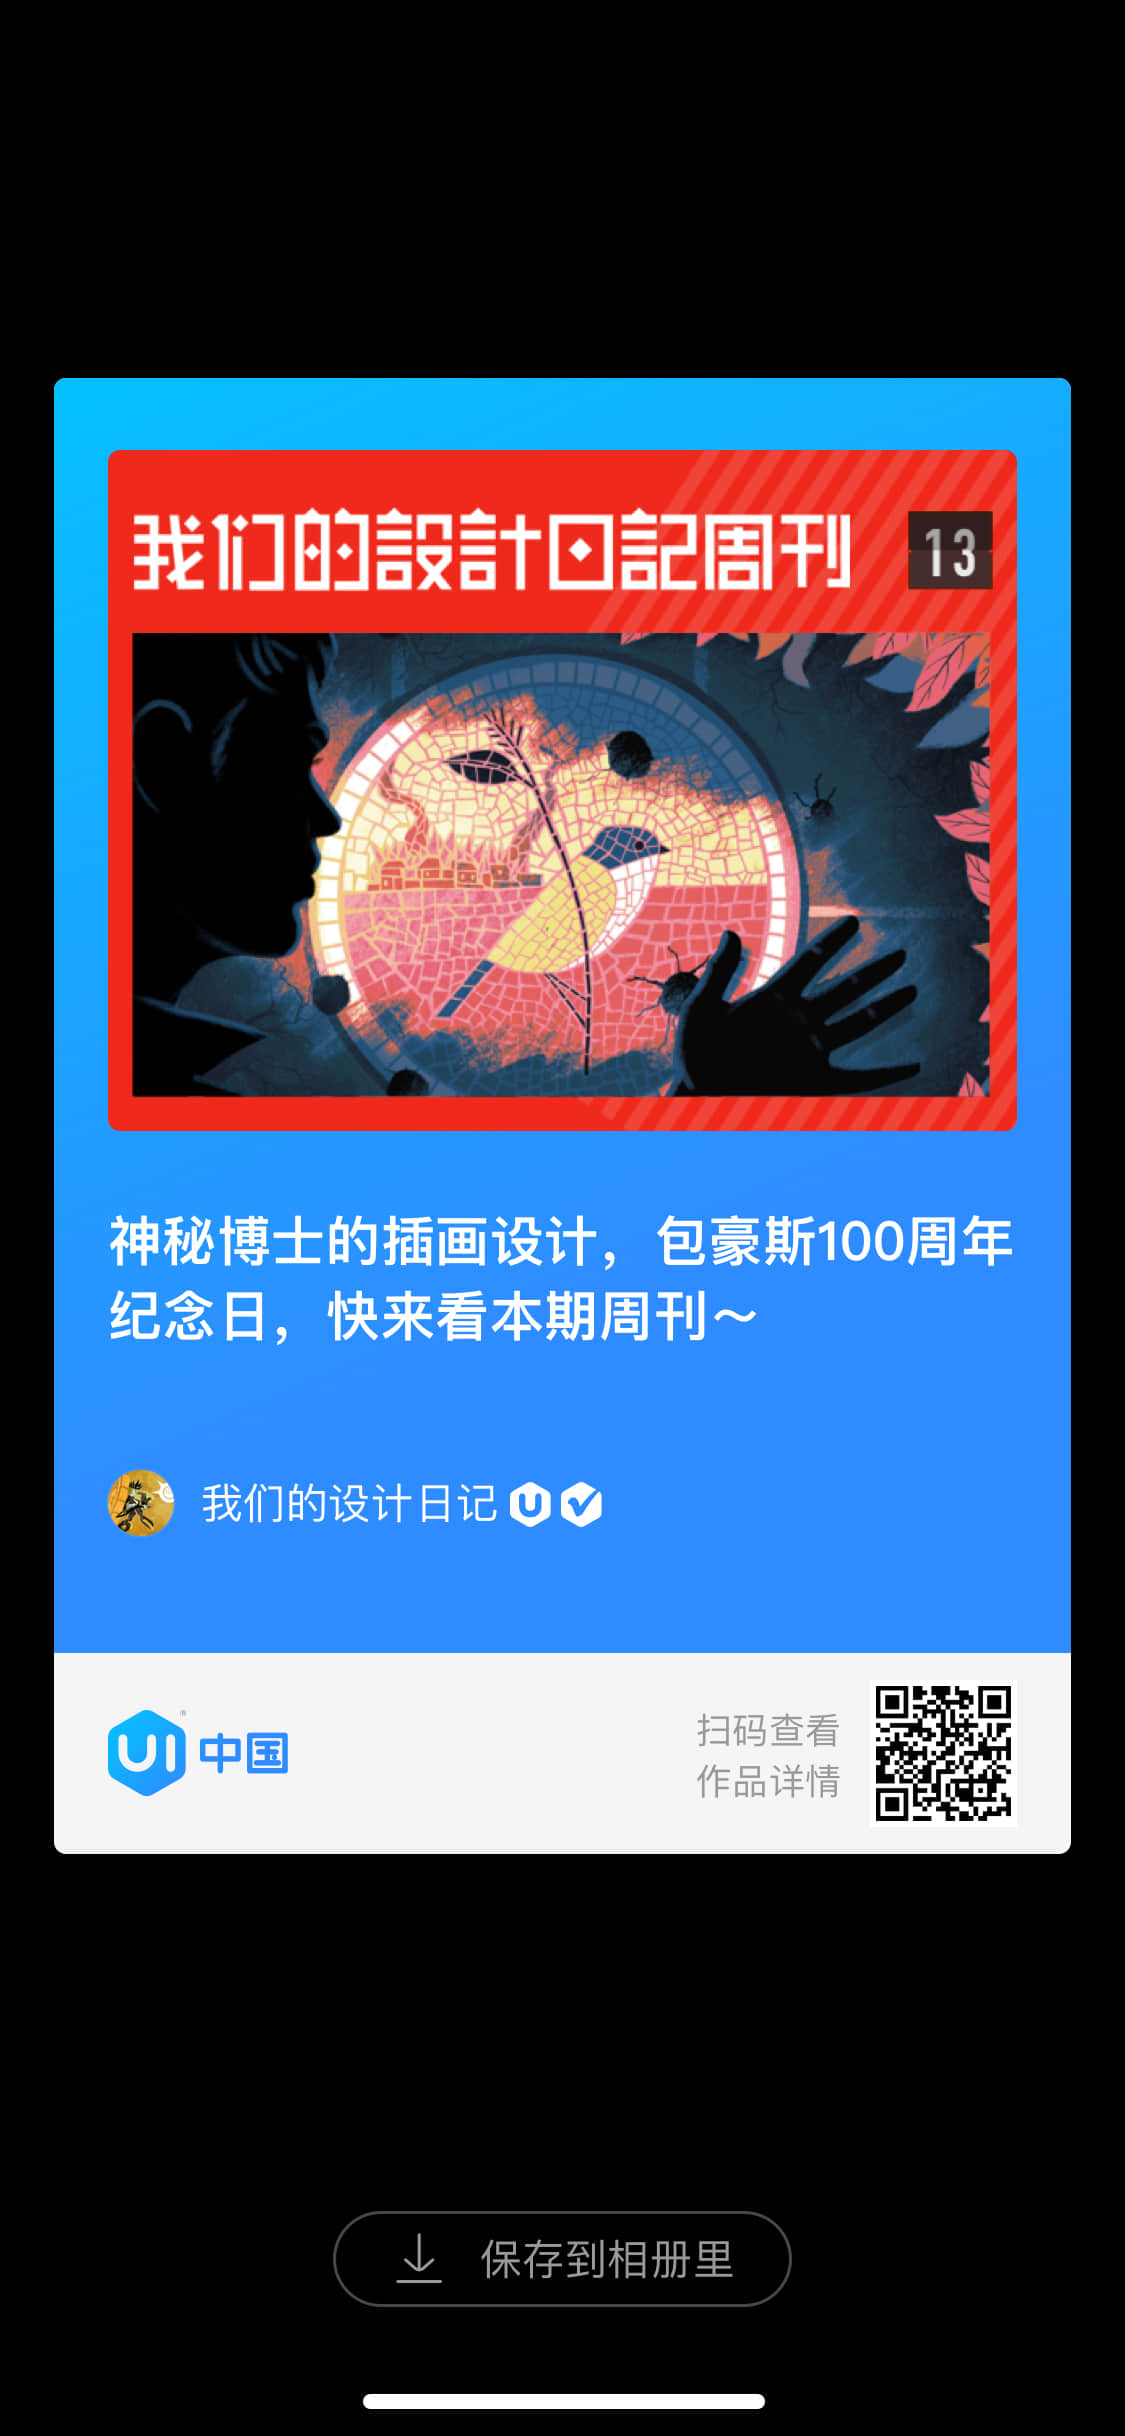 我们的設計日記周刊
13
神秘博士的插画设计，包豪斯100周年
纪念日，快来看本期周刊～
我们的设计日记
UI 中国
扫码查看
作品详情
保存到相册里